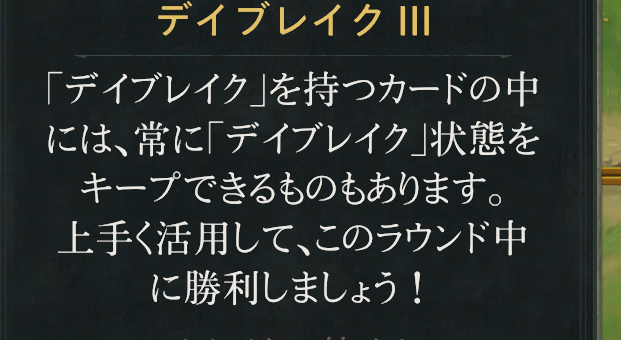 デイブレイク III
「デイブレイク」を持つカードの中
には、常に「デイブレイク」状態を
キープできるものもあります。
上手く活用して、このラウンド中
に勝利しましょう！